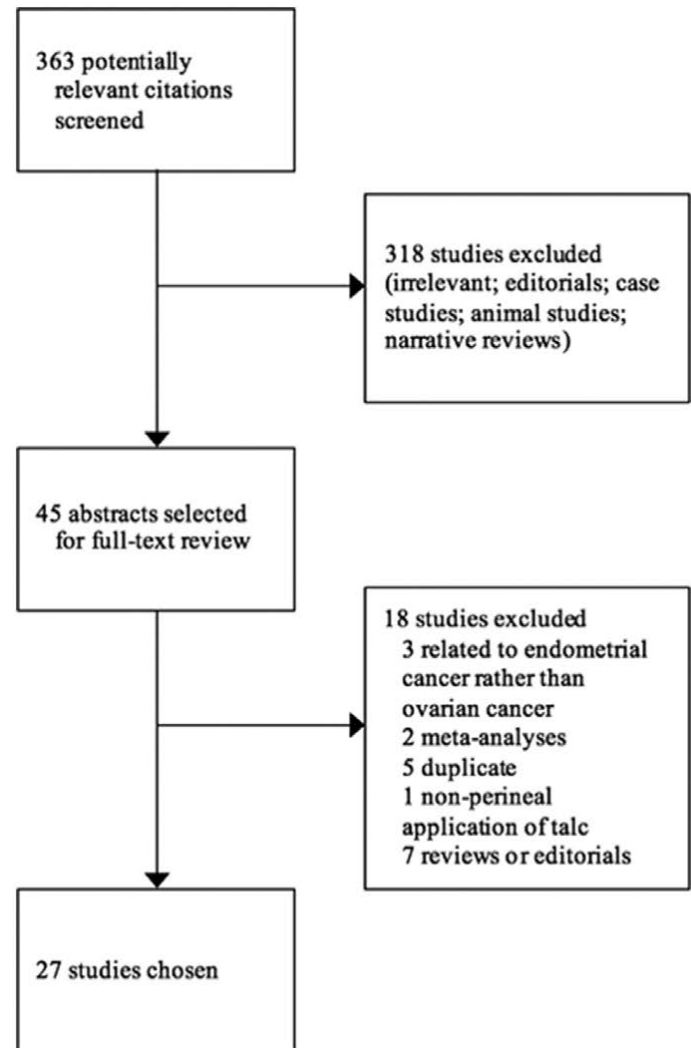 363 potentially
relevant citations
screened
318 studies excluded
(irrelevant; editorials; case
studies; animal studies;
narrative reviews)
45 abstracts selected
for full-text review
18 studies excluded
3 related to endometrial
cancer rather than
ovarian cancer
2 meta-analyses
5 duplicate
1 non-perineal
application of talc
7 reviews or editorials
27 studies chosen